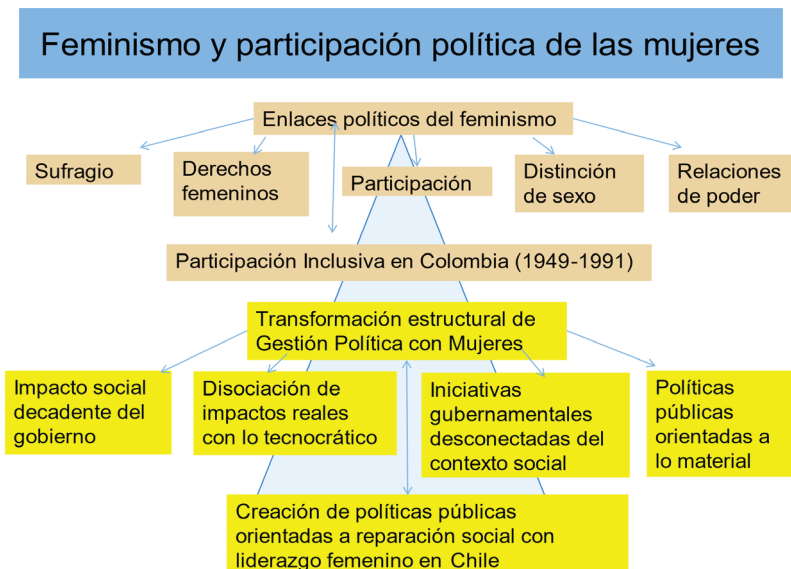 Feminismo y participación política de las mujeres
Enlaces políticos del feminismo
Sufragio
Derechos
femeninos
Participación
Distinción
de sexo
Relaciones
de poder
Participación Inclusiva en Colombia (1949-1991)
Transformación estructural de
Gestión Política con Mujeres
Impacto social
decadente del
gobierno
Disociación de
impactos reales
con lo tecnocrático
Iniciativas
gubernamentales
desconectadas del
contexto social
Políticas
públicas
orientadas a
lo material
Creación de políticas públicas
orientadas a reparación social con
liderazgo femenino en Chile